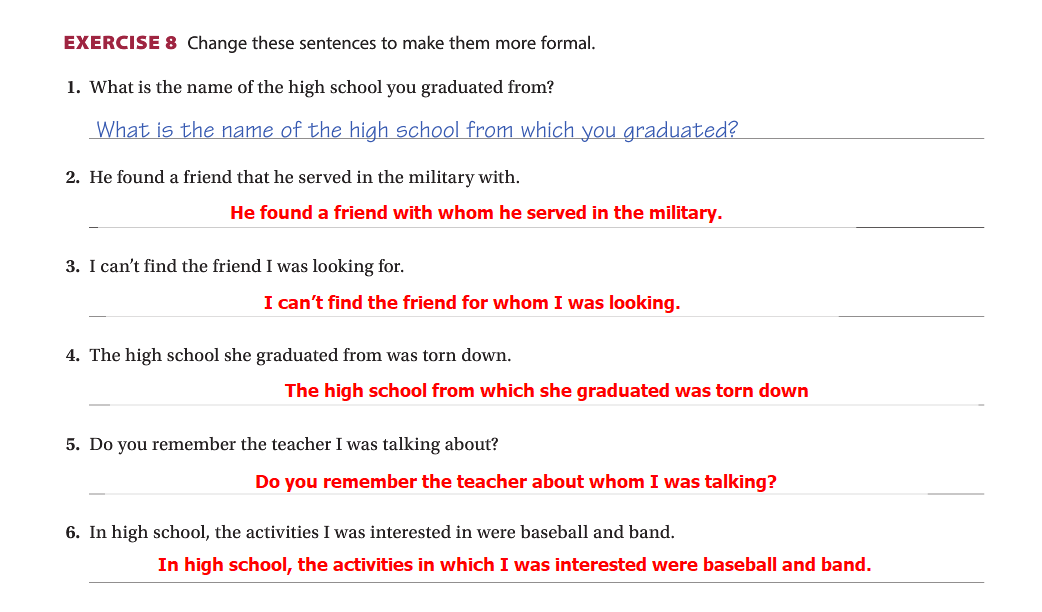 EXERCISE 8 Change these sentences to make them more formal.
1. What is the name of the high school you graduated from?
What is the name of the high school from which you graduated?
2. He found a friend that he served in the military with.
He found a friend with whom he served in the military.
3. I can’t find the friend I was looking for.
I can’t find the friend for whom I was looking.
4. The high school she graduated from was torn down.
The high school from which she graduated was torn down
5. Do you remember the teacher I was talking about?
Do you remember the teacher about whom I was talking?
6. In high school, the activities I was interested in were baseball and band.
In high school, the activities in which I was interested were baseball and band.